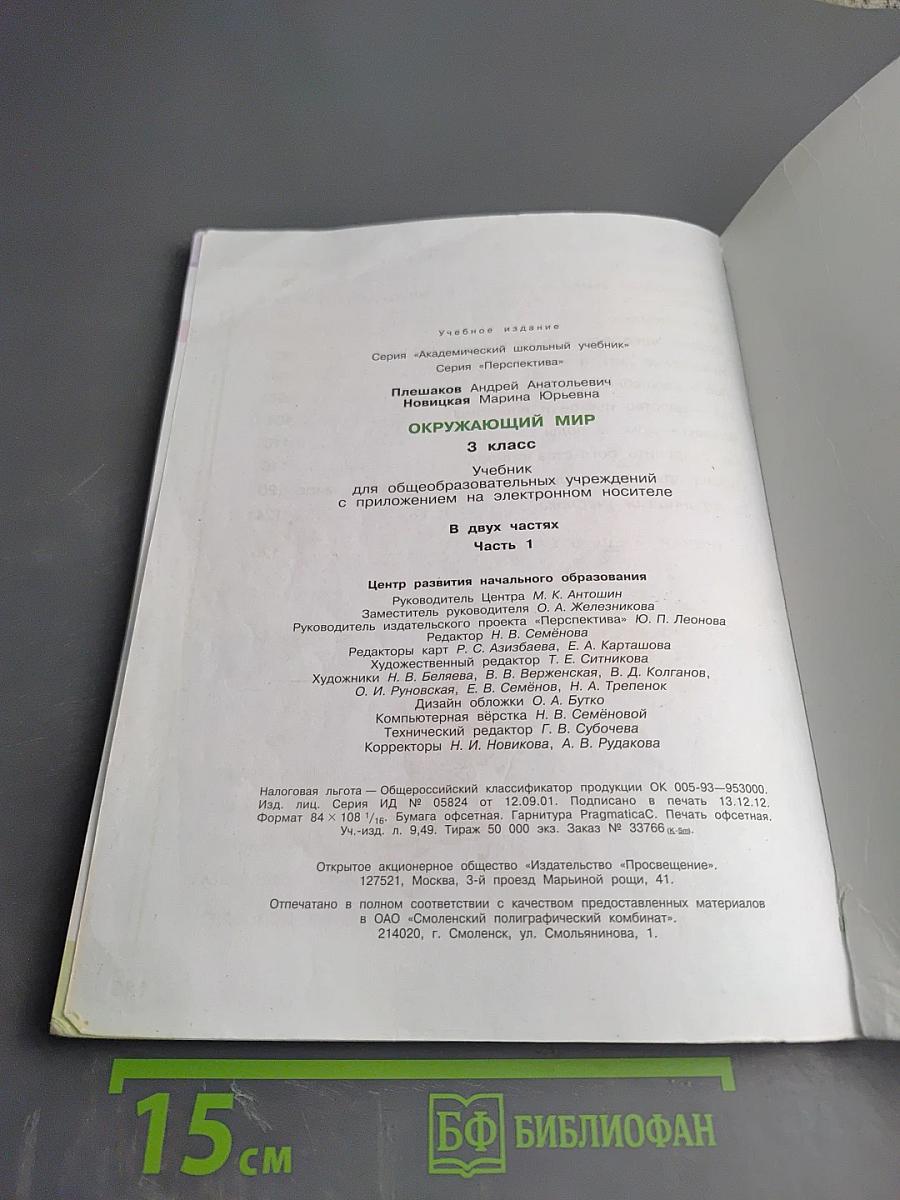 Учебное издание
Серия «Академический школьный учебник»
Серия «Перспектива»
Плешаков Андрей Анатольевич
Новицкая Марина Юрьевна
ОКРУЖАЮЩИЙ МИР
3 класс
Учебник
для общеобразовательных учреждений
с приложением на электронном носителе
В двух частях
Часть 1
Центр развития начального образования
Руководитель Центра М. К. Антошин
Заместитель руководителя О. А. Железникова
Руководитель издательского проекта «Перспектива» Ю. П. Леонова
Редактор Н. В. Семёнова
Редакторы карт Р. С. Азизбаева, Е. А. Карташова
Художественный редактор Т. Е. Ситникова
Художники Н. В. Беляева, В. В. Верженская, В. Д. Колганов,
О. И. Руновская, Е. В. Семёнов, Н. А. Трепенок
Дизайн обложки О. А. Бутко
Компьютерная вёрстка Н. В. Семёновой
Технический редактор Г. В. Субочева
Корректоры Н. И. Новикова, А. В. Рудакова
Налоговая льгота — Общероссийский классификатор продукции ОК 005-93—953000.
Изд. лиц. Серия ИД № 05824 от 12.09.01. Подписано в печать 13.12.12.
Формат 84 × 108 1/16. Бумага офсетная. Гарнитура PragmaticaC. Печать офсетная.
Уч.-изд. л. 9,49. Тираж 50 000 экз. Заказ № 33766 (K-Sm).
Открытое акционерное общество «Издательство «Просвещение».
127521, Москва, 3-й проезд Марьиной рощи, 41.
Отпечатано в полном соответствии с качеством предоставленных материалов
в ОАО «Смоленский полиграфический комбинат».
214020, г. Смоленск, ул. Смольянинова, 1.
15 см
БФ БИБЛИОФАН